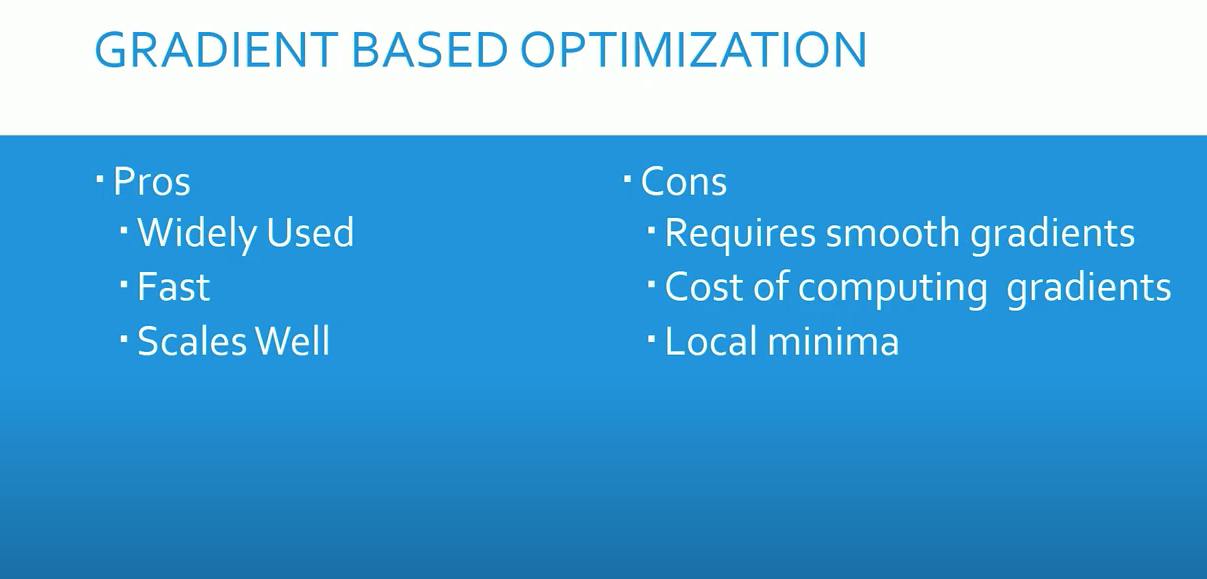 GRADIENT BASED OPTIMIZATION
▪ Pros
▪ Widely Used
▪ Fast
▪ Scales Well
▪ Cons
▪ Requires smooth gradients
▪ Cost of computing  gradients
▪ Local minima